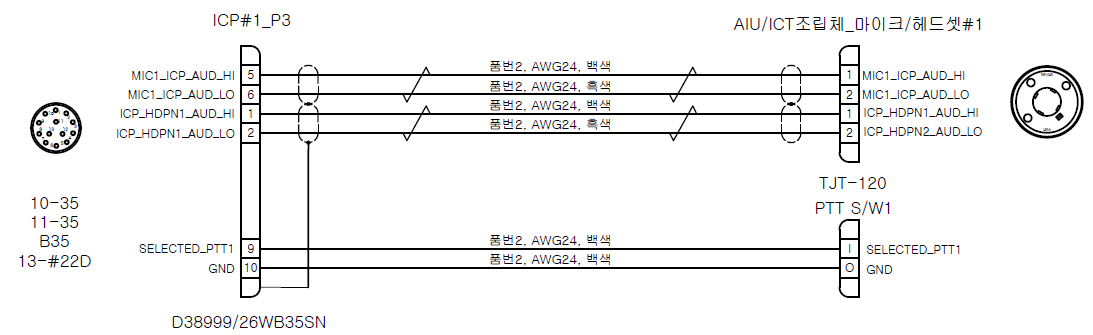 ICP#1_P3
AIU/ICT조립체_마이크/헤드셋#1
MIC1_ICP_AUD_HI 5 품번2, AWG24, 백색 1 MIC1_ICP_AUD_HI
MIC1_ICP_AUD_LO 6 품번2, AWG24, 흑색 2 MIC1_ICP_AUD_LO
ICP_HDPN1_AUD_HI 1 품번2, AWG24, 백색 1 ICP_HDPN1_AUD_HI
ICP_HDPN1_AUD_LO 2 품번2, AWG24, 흑색 2 ICP_HDPN2_AUD_LO
TJT-120
PTT S/W1
10-35
11-35
B35
13-#22D
SELECTED_PTT1 9 품번2, AWG24, 백색 I SELECTED_PTT1
GND 10 품번2, AWG24, 백색 O GND
D38999/26WB35SN